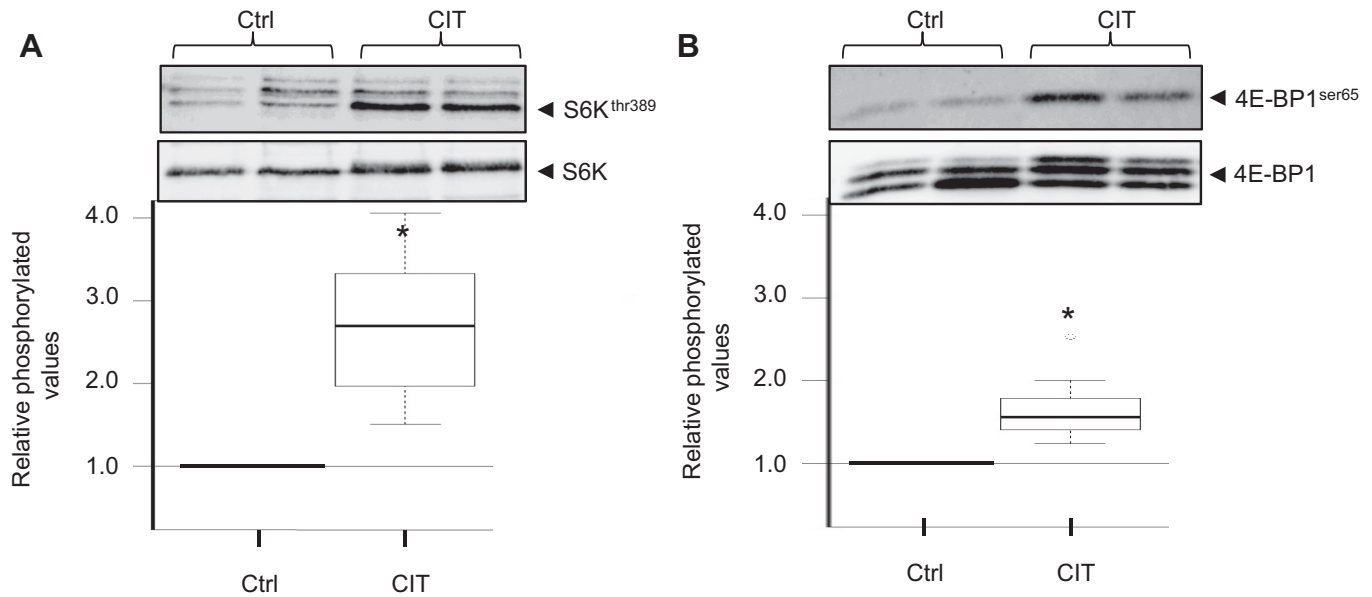 A
Ctrl
CIT
S6K^thr389
S6K
Relative phosphorylated
values
4.0
3.0
2.0
1.0
*
Ctrl
CIT
B
Ctrl
CIT
4E-BP1^ser65
4E-BP1
Relative phosphorylated
values
4.0
3.0
2.0
1.0
*
Ctrl
CIT